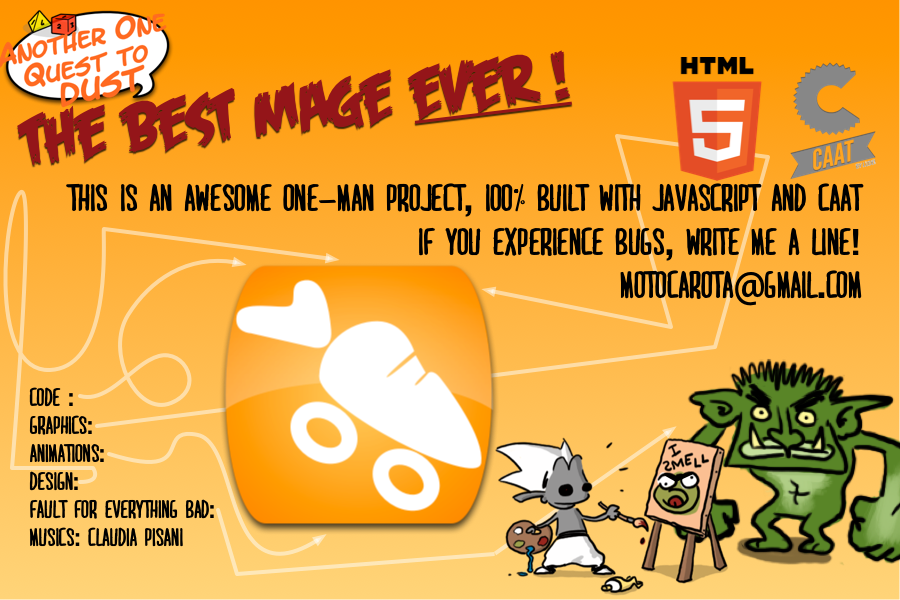 ANOTHER ONE
QUEST TO
DUST,
THE BEST MAGE EVER!
HTML
5
CAAT
THIS IS AN AWESOME ONE-MAN PROJECT, 100% BUILT WITH JAVASCRIPT AND CAAT
IF YOU EXPERIENCE BUGS, WRITE ME A LINE!
MOTOCAROTA@GMAIL.COM
CODE :
GRAPHICS:
ANIMATIONS:
DESIGN:
FAULT FOR EVERYTHING BAD:
MUSICS: CLAUDIA PISANI
I
SMELL